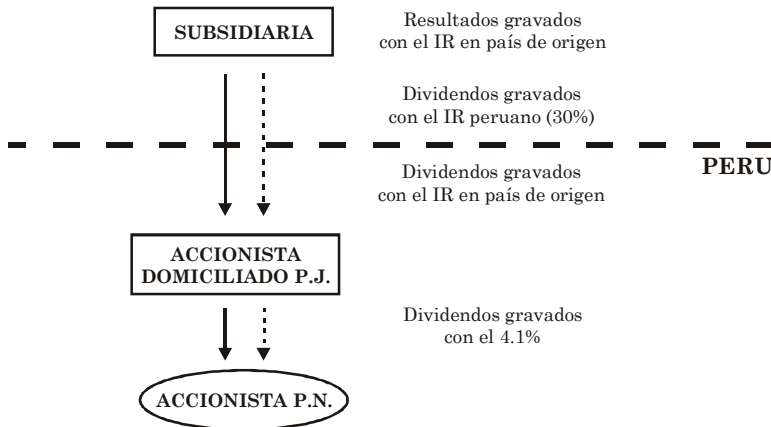 SUBSIDIARIA
Resultados gravados
con el IR en país de origen
Dividendos gravados
con el IR peruano (30%)
PERU
Dividendos gravados
con el IR en país de origen
ACCIONISTA
DOMICILIADO P.J.
Dividendos gravados
con el 4.1%
ACCIONISTA P.N.